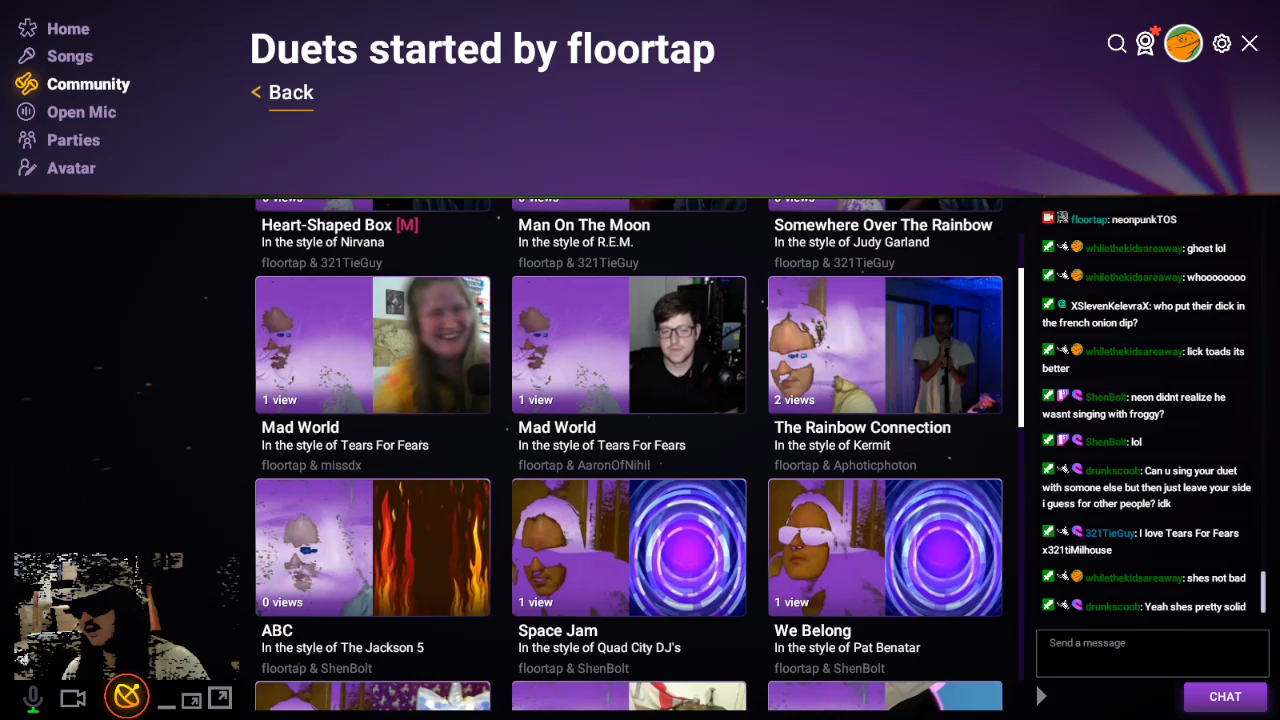 Home
Songs
Community
Open Mic
Parties
Avatar
Duets started by floortap
< Back
Heart-Shaped Box [M]
In the style of Nirvana
floortap & 321TieGuy
Man On The Moon
In the style of R.E.M.
floortap & 321TieGuy
Somewhere Over The Rainbow
In the style of Judy Garland
floortap & 321TieGuy
1 view
Mad World
In the style of Tears For Fears
floortap & missdx
1 view
Mad World
In the style of Tears For Fears
floortap & AaronOfNihil
2 views
The Rainbow Connection
In the style of Kermit
floortap & Aphoticphoton
0 views
ABC
In the style of The Jackson 5
floortap & ShenBolt
1 view
Space Jam
In the style of Quad City DJ's
floortap & ShenBolt
1 view
We Belong
In the style of Pat Benatar
floortap & ShenBolt
floortap: neonpunkTOS
whilethekidsareaway: ghost lol
whilethekidsareaway: whoooooooo
XSlevenKelevraX: who put their dick in
the french onion dip?
whilethekidsareaway: lick toads its
better
ShenBolt: neon didnt realize he
wasnt singing with froggy?
ShenBolt: lol
drunkscoob: Can u sing your duet
with somone else but then just leave your side
i guess for other people? idk
321TieGuy: I love Tears For Fears
x321tiMilhouse
whilethekidsareaway: shes not bad
drunkscoob: Yeah shes pretty solid
Send a message
CHAT